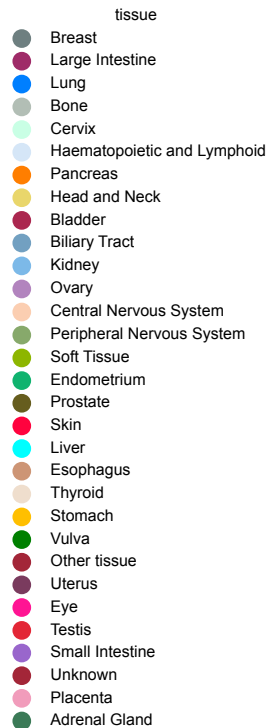 tissue
Breast
Large Intestine
Lung
Bone
Cervix
Haematopoietic and Lymphoid
Pancreas
Head and Neck
Bladder
Biliary Tract
Kidney
Ovary
Central Nervous System
Peripheral Nervous System
Soft Tissue
Endometrium
Prostate
Skin
Liver
Esophagus
Thyroid
Stomach
Vulva
Other tissue
Uterus
Eye
Testis
Small Intestine
Unknown
Placenta
Adrenal Gland